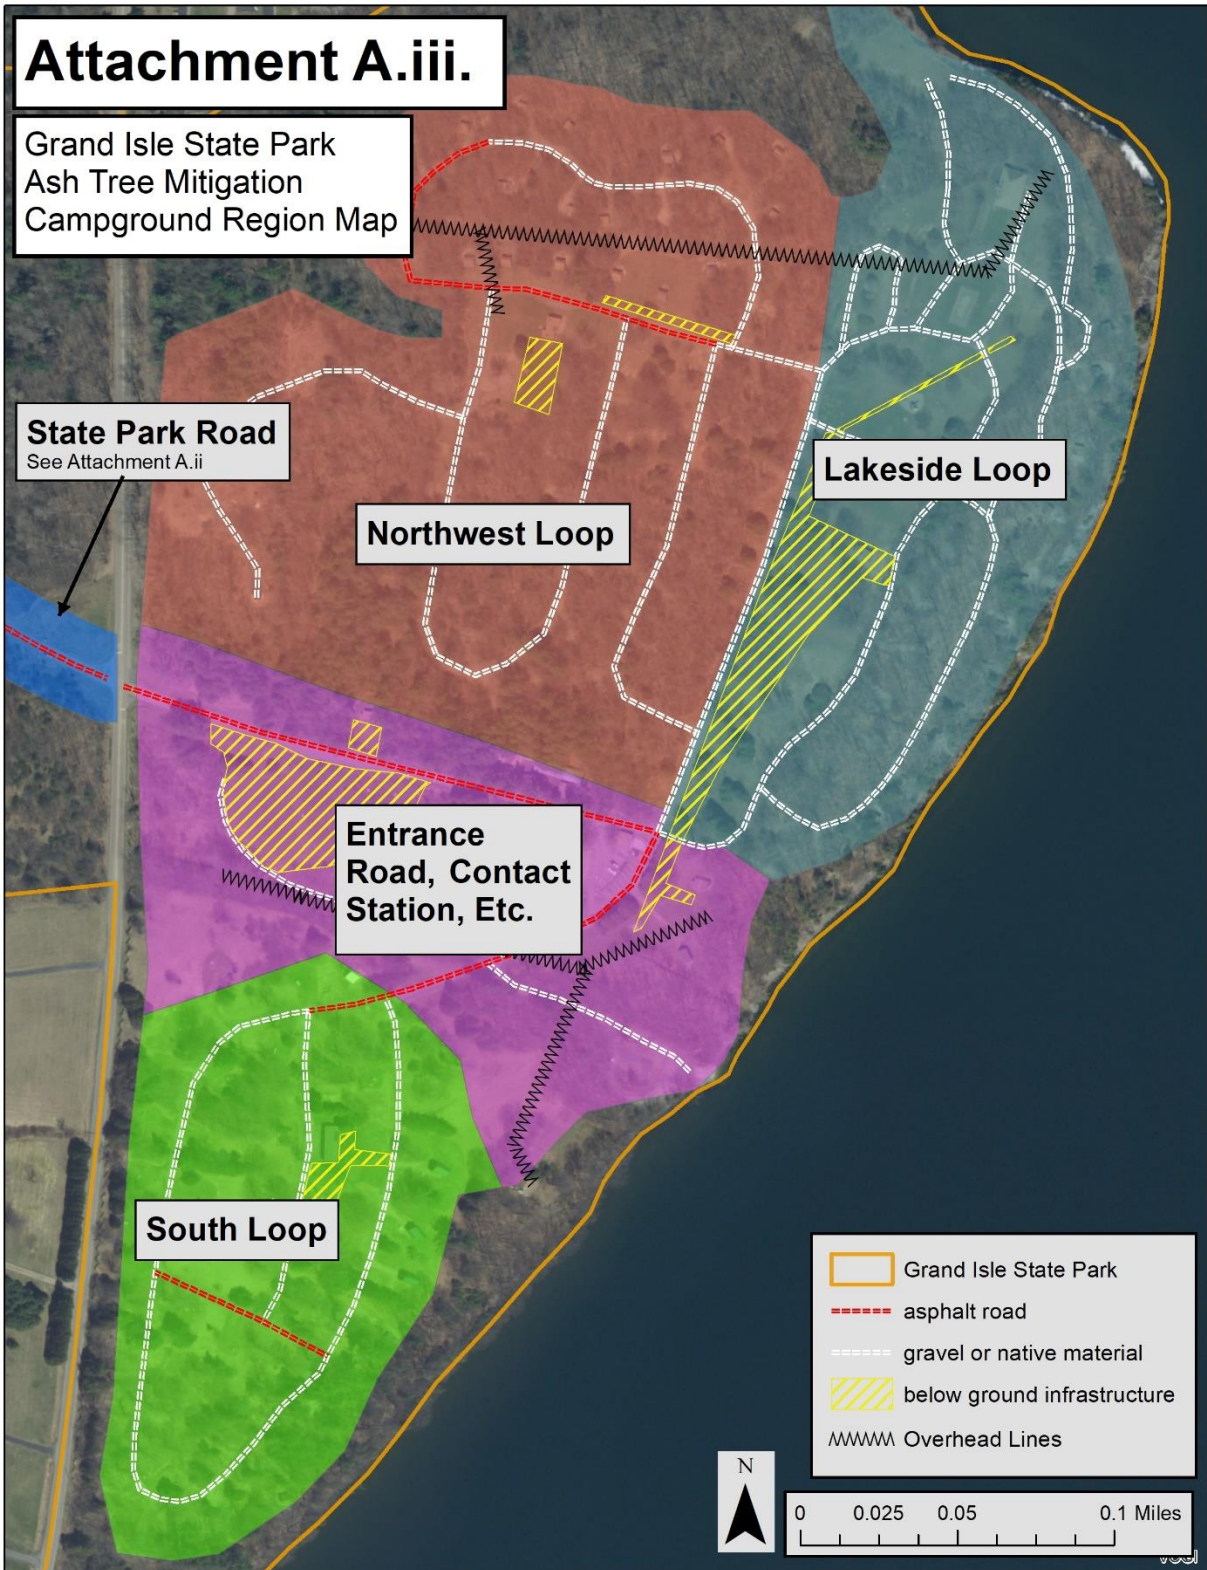 Attachment A.iii.
Grand Isle State Park
Ash Tree Mitigation
Campground Region Map
State Park Road
See Attachment A.ii
Lakeside Loop
Northwest Loop
Entrance
Road, Contact
Station, Etc.
South Loop
Grand Isle State Park
asphalt road
gravel or native material
below ground infrastructure
Overhead Lines
N
0 0.025 0.05 0.1 Miles